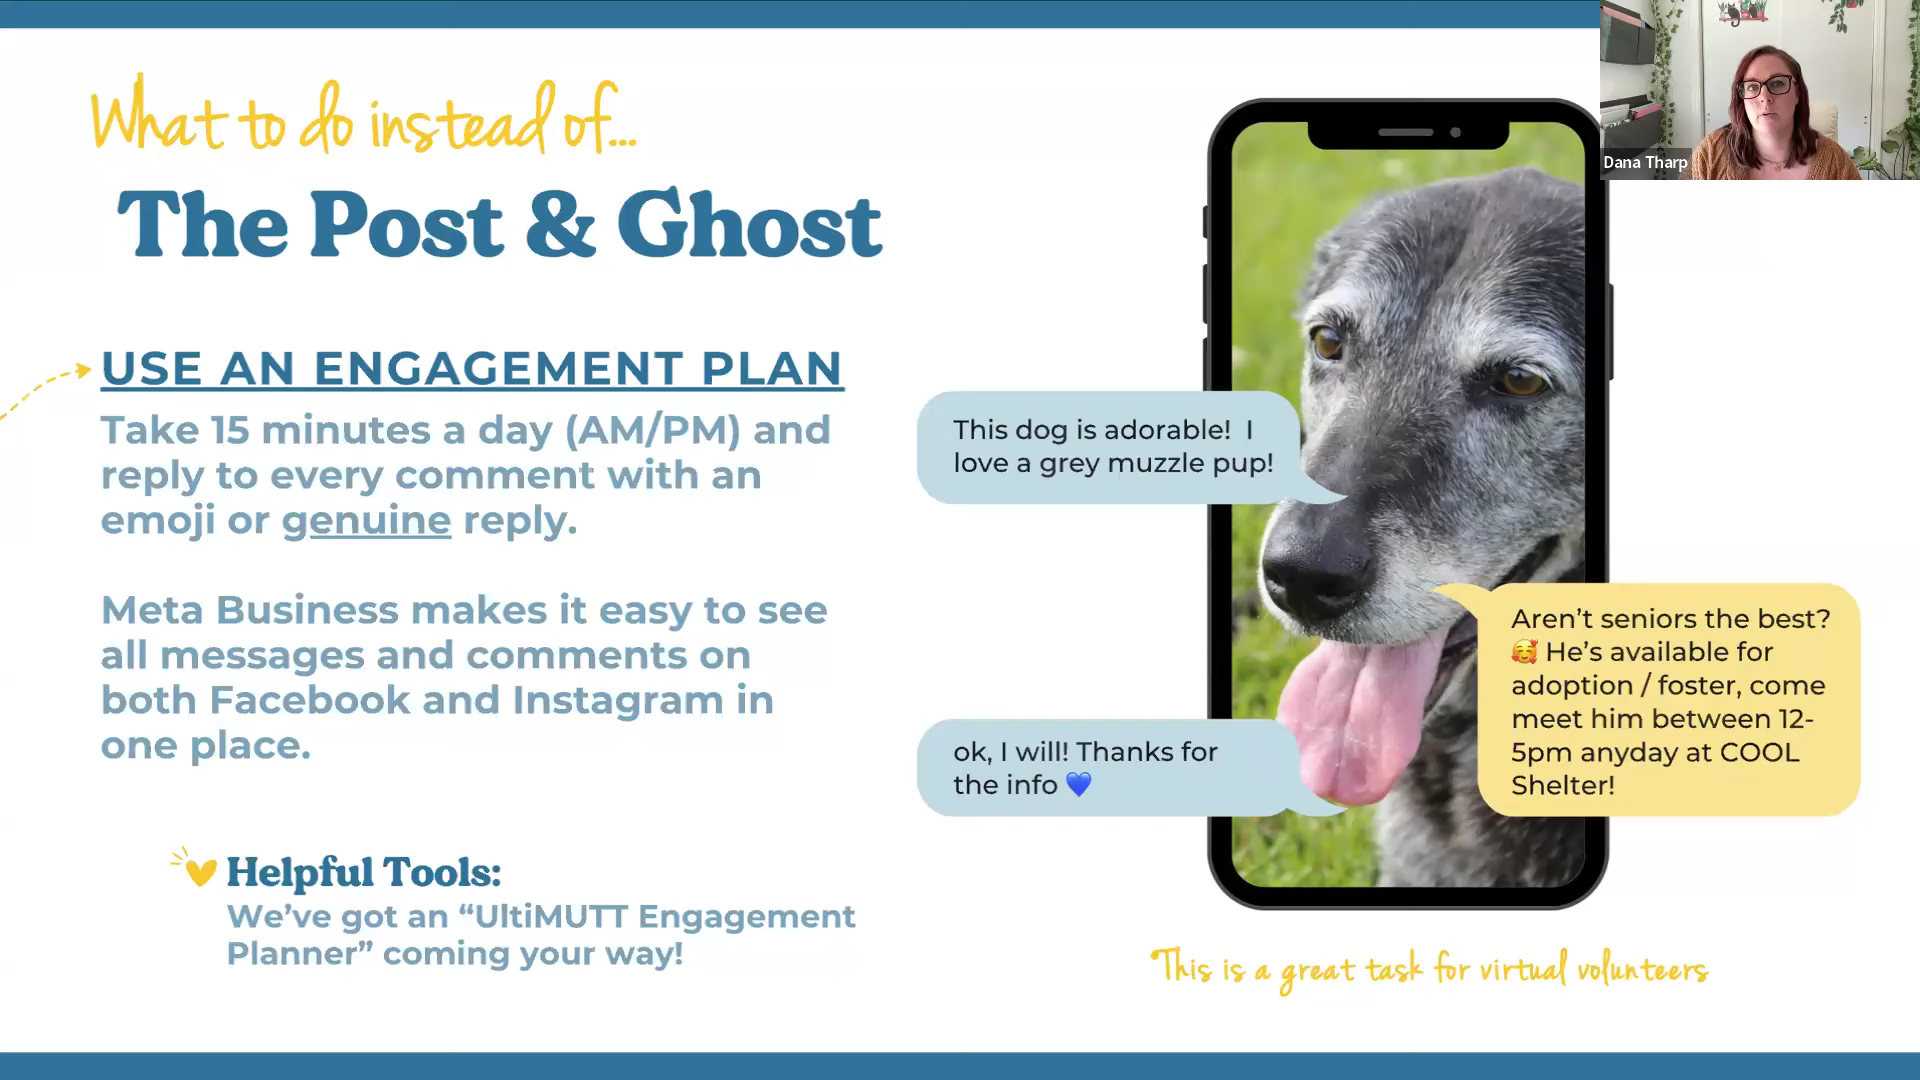 What to do instead of...
The Post & Ghost
USE AN ENGAGEMENT PLAN
Take 15 minutes a day (AM/PM) and
reply to every comment with an
emoji or genuine reply.
Meta Business makes it easy to see
all messages and comments on
both Facebook and Instagram in
one place.
Helpful Tools:
We’ve got an “UltiMUTT Engagement
Planner” coming your way!
This dog is adorable! I
love a grey muzzle pup!
Aren’t seniors the best?
🥰 He’s available for
adoption / foster, come
meet him between 12-
5pm anyday at COOL
Shelter!
ok, I will! Thanks for
the info 💙
This is a great task for virtual volunteers
Dana Tharp